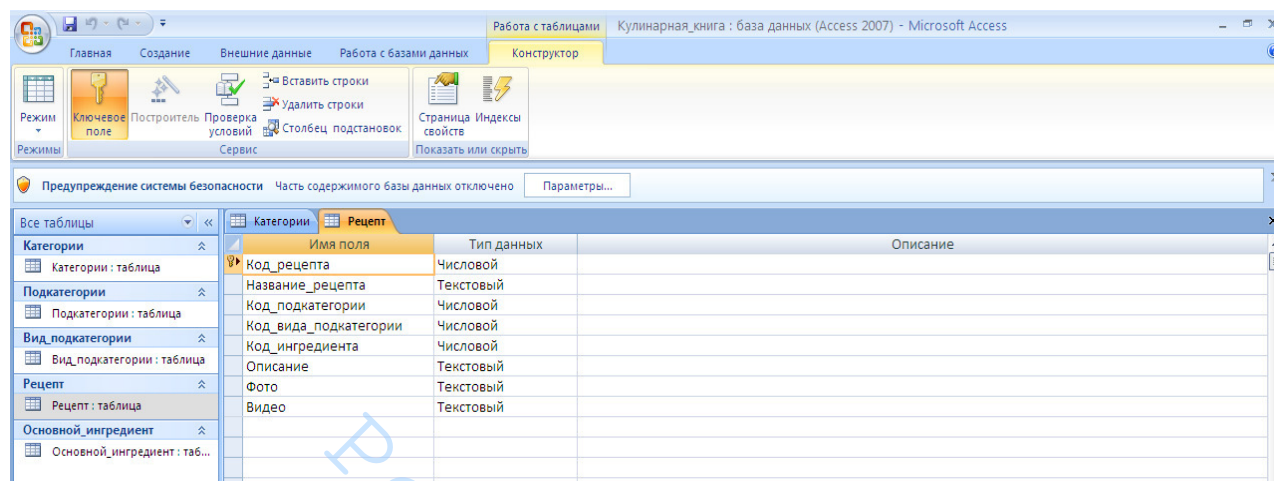 Работа с таблицами Кулинарная_книга : база данных (Access 2007) - Microsoft Access
Главная Создание Внешние данные Работа с базами данных Конструктор
Режим
Ключевое поле
Построитель
Проверка условий
Вставить строки
Удалить строки
Столбец подстановок
Страница свойств
Индексы
Режимы Сервис Показать или скрыть
Предупреждение системы безопасности Часть содержимого базы данных отключено Параметры...
Все таблицы
Категории
Категории : таблица
Подкатегории
Подкатегории : таблица
Вид_подкатегории
Вид_подкатегории : таблица
Рецепт
Рецепт : таблица
Основной_ингредиент
Основной_ингредиент : таб...
Категории Рецепт
Имя поля Тип данных Описание
Код_рецепта Числовой
Название_рецепта Текстовый
Код_подкатегории Числовой
Код_вида_подкатегории Числовой
Код_ингредиента Числовой
Описание Текстовый
Фото Текстовый
Видео Текстовый